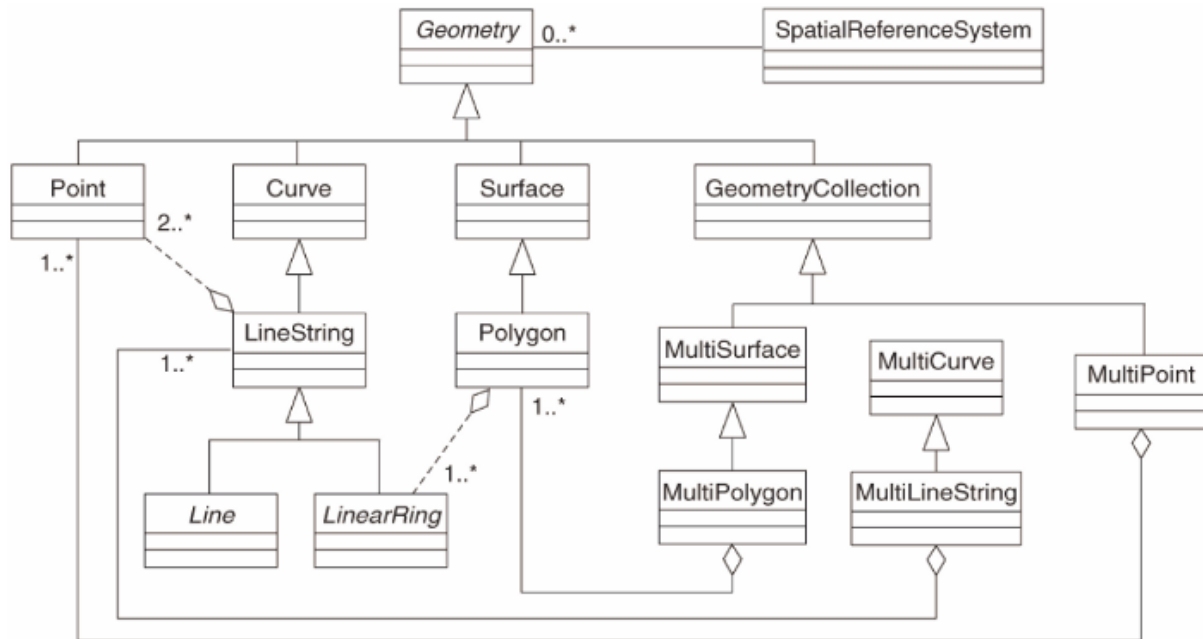 Geometry
0..*
SpatialReferenceSystem
Point
Curve
Surface
GeometryCollection
2..*
1..*
LineString
Polygon
MultiSurface
MultiCurve
MultiPoint
1..*
1..*
1..*
Line
LinearRing
MultiPolygon
MultiLineString